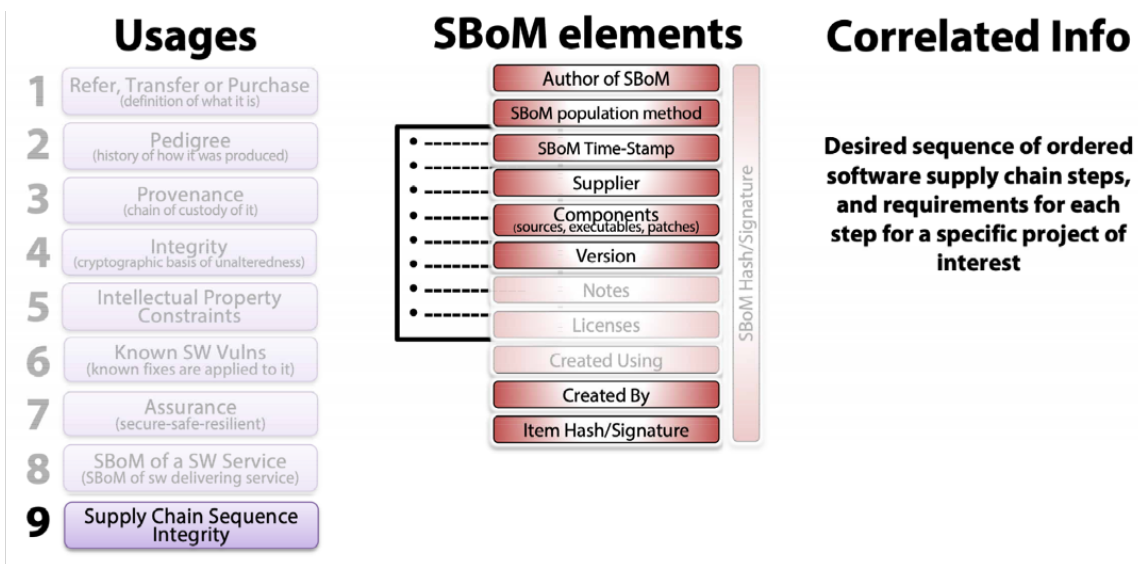 Usages
1
Refer, Transfer or Purchase
(definition of what it is)
2
Pedigree
(history of how it was produced)
3
Provenance
(chain of custody of it)
4
Integrity
(cryptographic basis of unalteredness)
5
Intellectual Property
Constraints
6
Known SW Vulns
(known fixes are applied to it)
7
Assurance
(secure-safe-resilient)
8
SBoM of a SW Service
(SBoM of sw delivering service)
9
Supply Chain Sequence
Integrity
SBoM elements
Author of SBoM
SBoM population method
SBoM Time-Stamp
Supplier
Components
(sources, executables, patches)
Version
Notes
Licenses
Created Using
Created By
Item Hash/Signature
SBoM Hash/Signature
Correlated Info
Desired sequence of ordered
software supply chain steps,
and requirements for each
step for a specific project of
interest